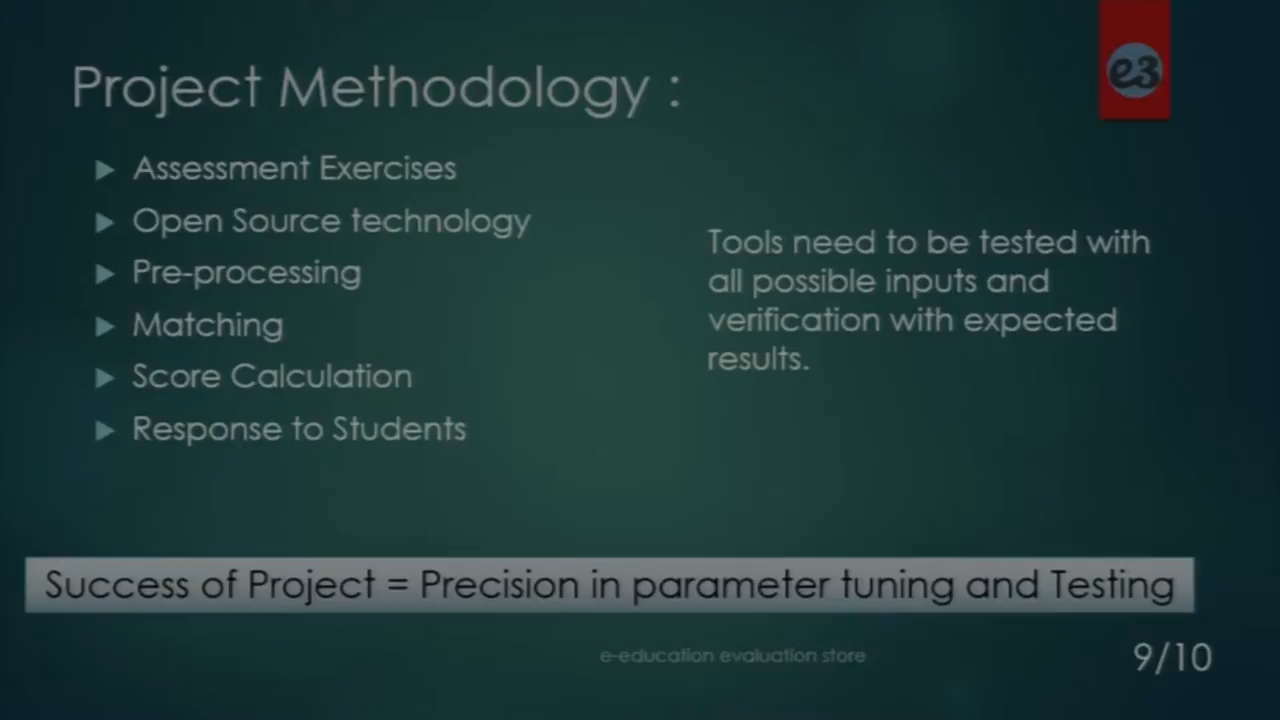 Project Methodology :
e3
Assessment Exercises
Open Source technology
Pre-processing
Matching
Score Calculation
Response to Students
Tools need to be tested with
all possible inputs and
verification with expected
results.
Success of Project = Precision in parameter tuning and Testing
e-education evaluation store
9/10